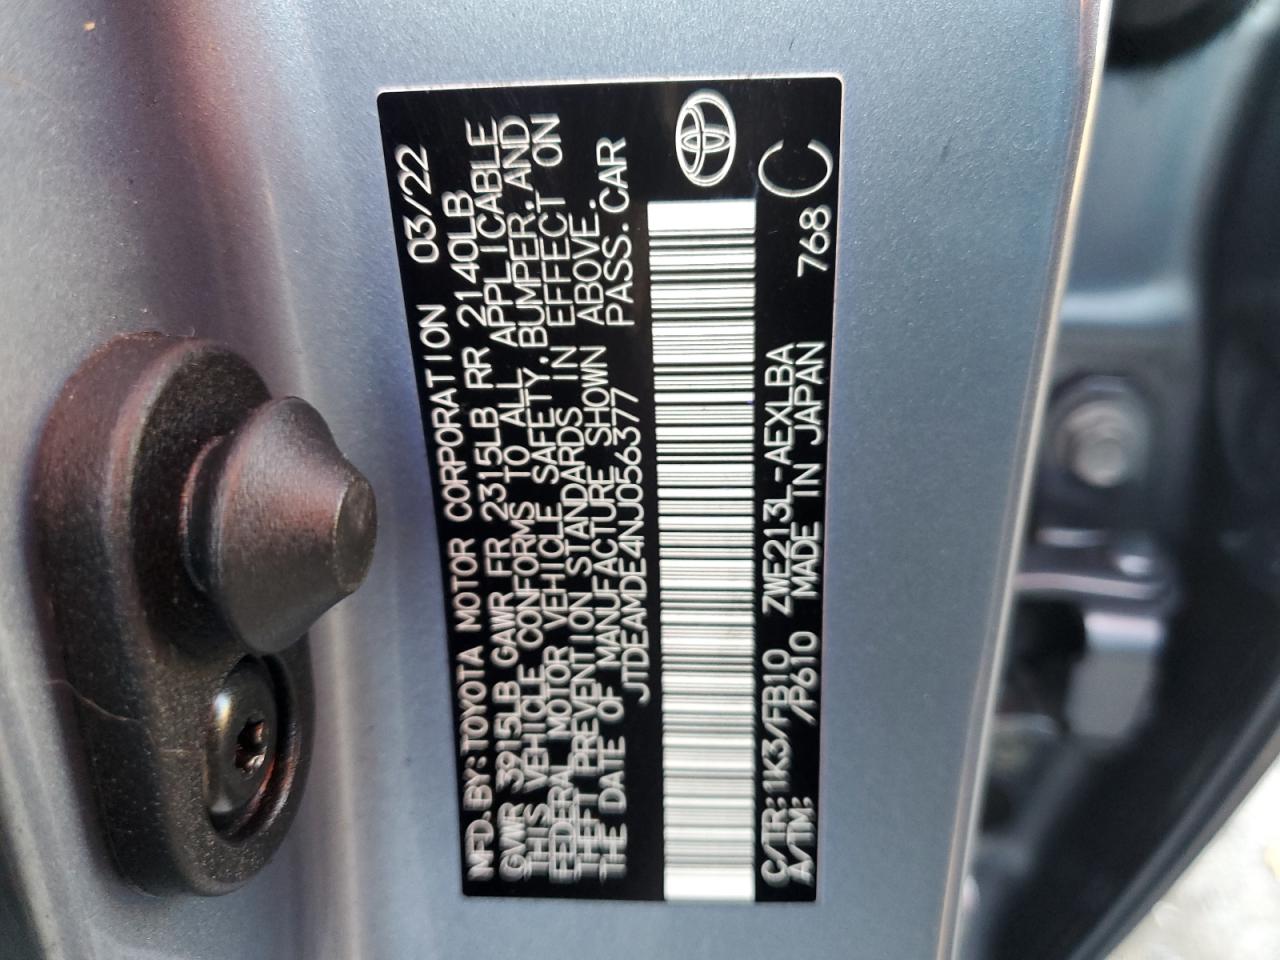 MFD.BY:TOYOTA MOTOR CORPORATION 03/22
GVWR 3915LB GAWR FR 2315LB RR 2140LB
THIS VEHICLE CONFORMS TO ALL APPLICABLE
FEDERAL MOTOR VEHICLE SAFETY,BUMPER,AND
THEFT PREVENTION STANDARDS IN EFFECT ON
THE DATE OF MANUFACTURE SHOWN ABOVE.
JTDEAMDE4NJ056377 PASS.CAR
C/TR:1K3/FB10 ZWE213L-AEXLBA
A/TM: /P610 MADE IN JAPAN 768 C